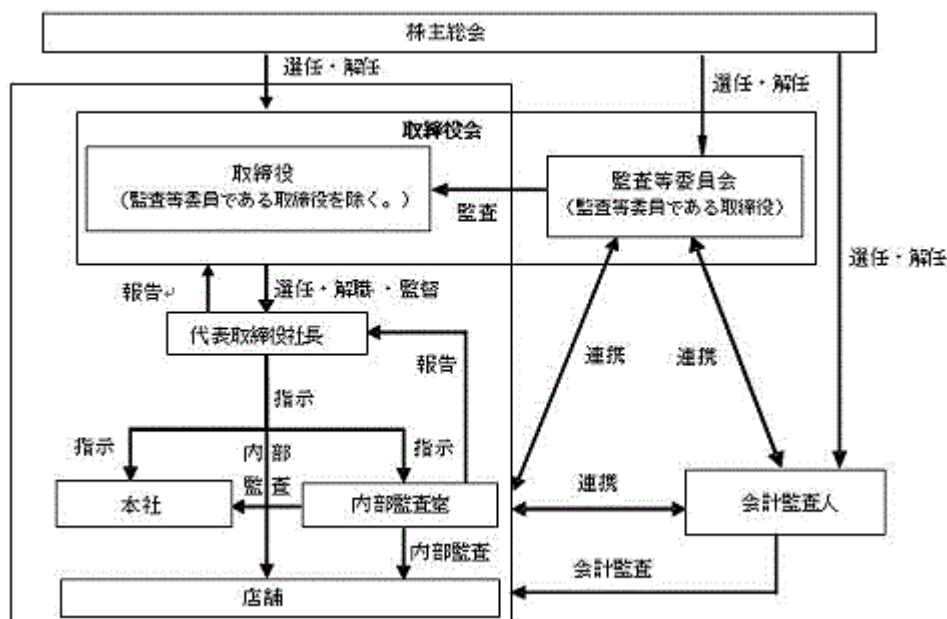 株主総会
選任・解任
選任・解任
取締役会
取締役
(監査等委員である取締役を除く。)
監査等委員会
(監査等委員である取締役)
監査
選任・解任
報告
選任・解職・監督
代表取締役社長
報告
連携
連携
指示
指示
内部
監査
指示
本社
内部監査室
連携
会計監査人
内部監査
会計監査
店舗